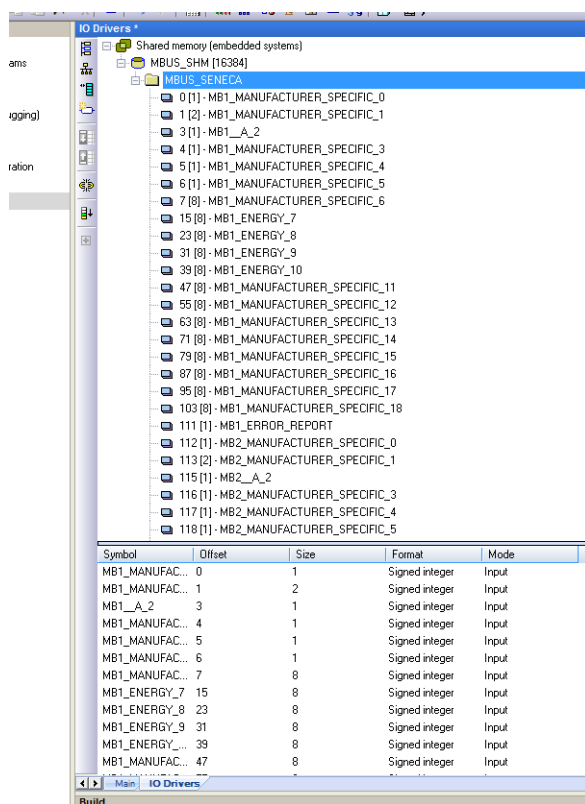 IO Drivers *
ams
ugging)
ration
Shared memory (embedded systems)
MBUS_SHM [16384]
MBUS_SENECA
0 [1] - MB1_MANUFACTURER_SPECIFIC_0
1 [2] - MB1_MANUFACTURER_SPECIFIC_1
3 [1] - MB1__A_2
4 [1] - MB1_MANUFACTURER_SPECIFIC_3
5 [1] - MB1_MANUFACTURER_SPECIFIC_4
6 [1] - MB1_MANUFACTURER_SPECIFIC_5
7 [8] - MB1_MANUFACTURER_SPECIFIC_6
15 [8] - MB1_ENERGY_7
23 [8] - MB1_ENERGY_8
31 [8] - MB1_ENERGY_9
39 [8] - MB1_ENERGY_10
47 [8] - MB1_MANUFACTURER_SPECIFIC_11
55 [8] - MB1_MANUFACTURER_SPECIFIC_12
63 [8] - MB1_MANUFACTURER_SPECIFIC_13
71 [8] - MB1_MANUFACTURER_SPECIFIC_14
79 [8] - MB1_MANUFACTURER_SPECIFIC_15
87 [8] - MB1_MANUFACTURER_SPECIFIC_16
95 [8] - MB1_MANUFACTURER_SPECIFIC_17
103 [8] - MB1_MANUFACTURER_SPECIFIC_18
111 [1] - MB1_ERROR_REPORT
112 [1] - MB2_MANUFACTURER_SPECIFIC_0
113 [2] - MB2_MANUFACTURER_SPECIFIC_1
115 [1] - MB2__A_2
116 [1] - MB2_MANUFACTURER_SPECIFIC_3
117 [1] - MB2_MANUFACTURER_SPECIFIC_4
118 [1] - MB2_MANUFACTURER_SPECIFIC_5
Symbol Offset Size Format Mode
MB1_MANUFAC... 0 1 Signed integer Input
MB1_MANUFAC... 1 2 Signed integer Input
MB1__A_2 3 1 Signed integer Input
MB1_MANUFAC... 4 1 Signed integer Input
MB1_MANUFAC... 5 1 Signed integer Input
MB1_MANUFAC... 6 1 Signed integer Input
MB1_MANUFAC... 7 8 Signed integer Input
MB1_ENERGY_7 15 8 Signed integer Input
MB1_ENERGY_8 23 8 Signed integer Input
MB1_ENERGY_9 31 8 Signed integer Input
MB1_ENERGY_... 39 8 Signed integer Input
MB1_MANUFAC... 47 8 Signed integer Input
Main IO Drivers
Build